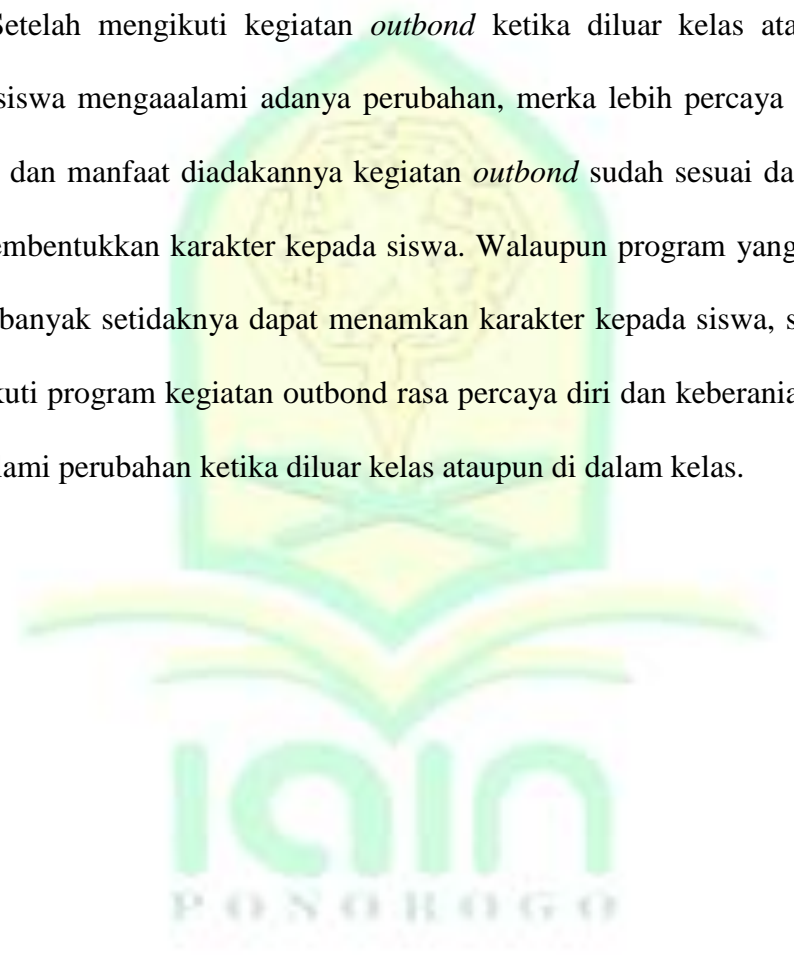 Setelah mengikuti kegiatan outbond ketika diluar kelas ata
siswa mengaaalami adanya perubahan, merka lebih percaya
dan manfaat diadakannya kegiatan outbond sudah sesuai da
embentukkan karakter kepada siswa. Walaupun program yang
banyak setidaknya dapat menamkan karakter kepada siswa, s
kuti program kegiatan outbond rasa percaya diri dan keberania
lami perubahan ketika diluar kelas ataupun di dalam kelas.
iain
PONOROGO